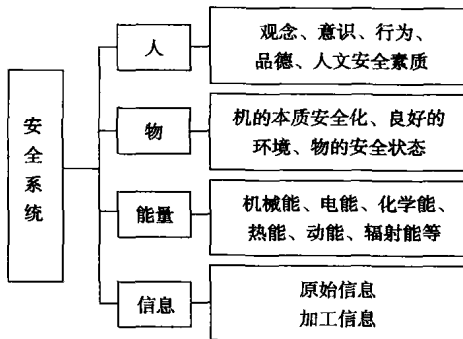 安全系统
人
观念、意识、行为、
品德、人文安全素质
物
机的本质安全化、良好的
环境、物的安全状态
能量
机械能、电能、化学能、
热能、动能、辐射能等
信息
原始信息
加工信息